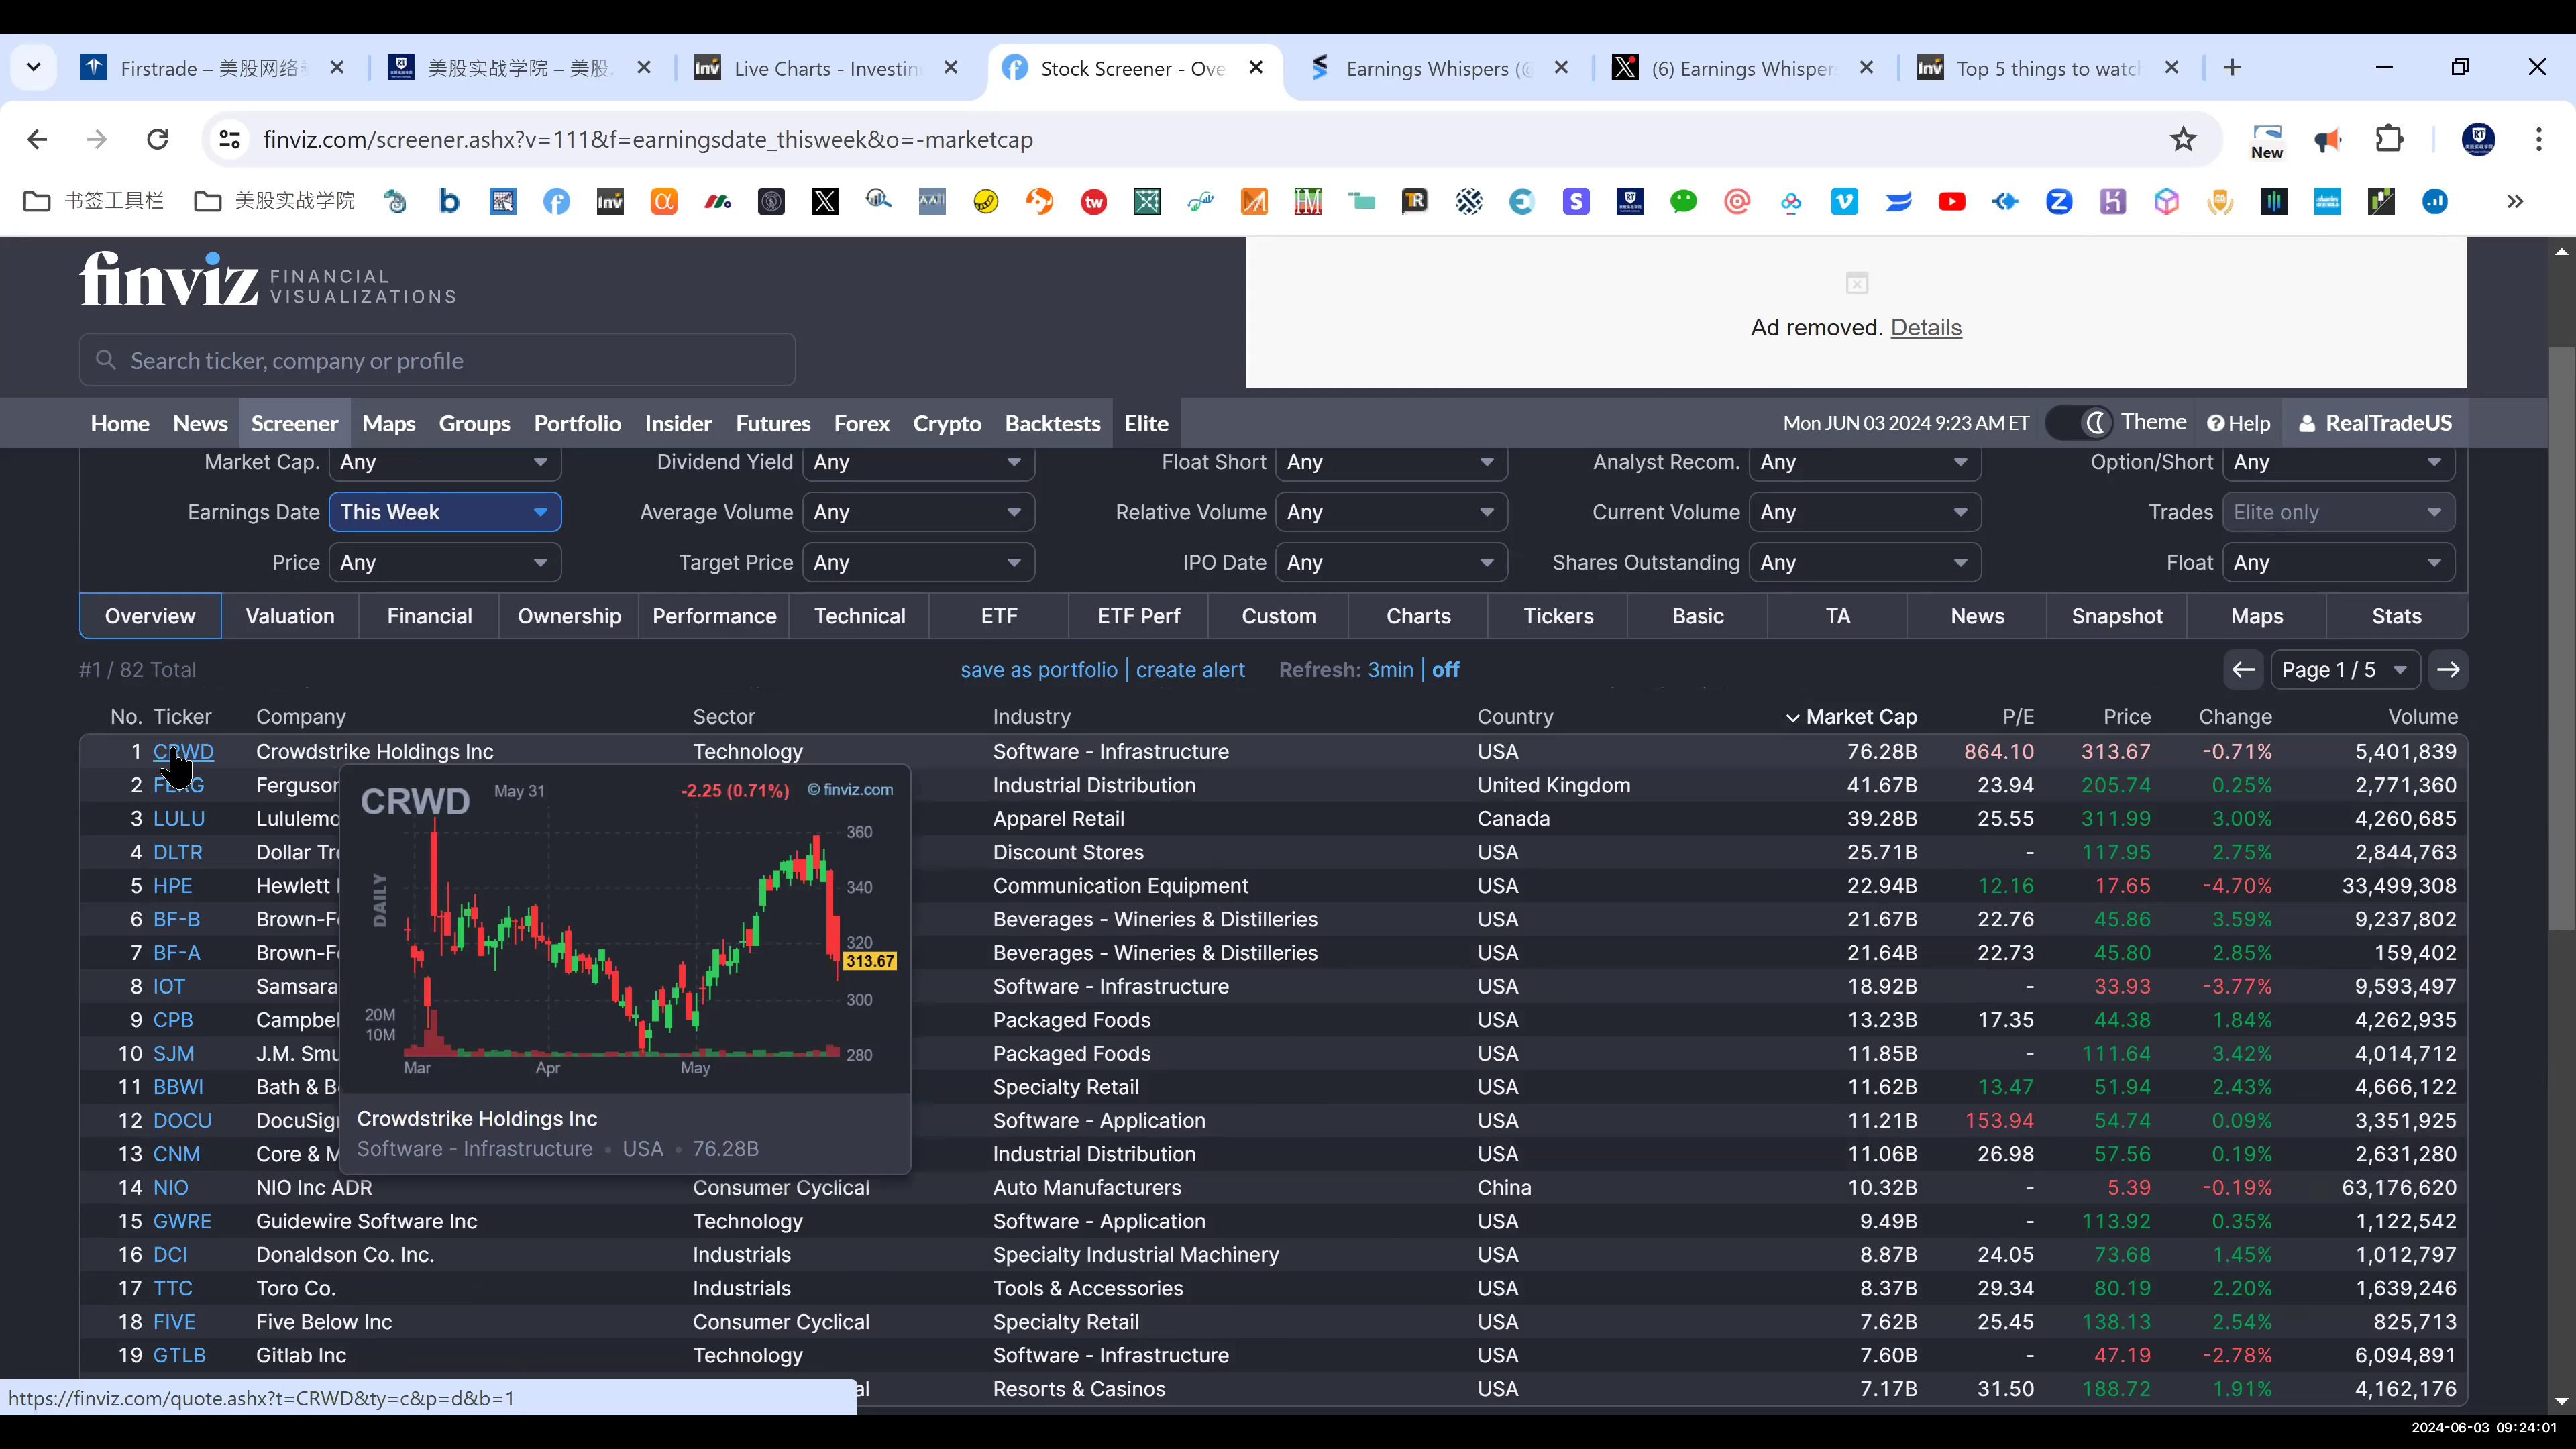 Firstrade – 美股网络
美股实战学院 – 美股
Live Charts - Investin
Stock Screener - Ove
Earnings Whispers (@
(6) Earnings Whisper
Top 5 things to watc
finviz.com/screener.ashx?v=111&f=earningsdate_thisweek&o=-marketcap
New
书签工具栏 美股实战学院
finviz FINANCIAL VISUALIZATIONS
Ad removed. Details
Search ticker, company or profile
Home News Screener Maps Groups Portfolio Insider Futures Forex Crypto Backtests Elite Mon JUN 03 2024 9:23 AM ET Theme Help RealTradeUS
Market Cap. Any Dividend Yield Any Float Short Any Analyst Recom. Any Option/Short Any
Earnings Date This Week Average Volume Any Relative Volume Any Current Volume Any Trades Elite only
Price Any Target Price Any IPO Date Any Shares Outstanding Any Float Any
Overview Valuation Financial Ownership Performance Technical ETF ETF Perf Custom Charts Tickers Basic TA News Snapshot Maps Stats
#1 / 82 Total save as portfolio | create alert Refresh: 3min | off Page 1 / 5
No. Ticker Company Sector Industry Country Market Cap P/E Price Change Volume
1 CRWD Crowdstrike Holdings Inc Technology Software - Infrastructure USA 76.28B 864.10 313.67 -0.71% 5,401,839
2 FERG Ferguson Industrial Distribution United Kingdom 41.67B 23.94 205.74 0.25% 2,771,360
3 LULU Lululemo Apparel Retail Canada 39.28B 25.55 311.99 3.00% 4,260,685
4 DLTR Dollar Tr Discount Stores USA 25.71B - 117.95 2.75% 2,844,763
5 HPE Hewlett Communication Equipment USA 22.94B 12.16 17.65 -4.70% 33,499,308
6 BF-B Brown-F Beverages - Wineries & Distilleries USA 21.67B 22.76 45.86 3.59% 9,237,802
7 BF-A Brown-F Beverages - Wineries & Distilleries USA 21.64B 22.73 45.80 2.85% 159,402
8 IOT Samsara Software - Infrastructure USA 18.92B - 33.93 -3.77% 9,593,497
9 CPB Campbel Packaged Foods USA 13.23B 17.35 44.38 1.84% 4,262,935
10 SJM J.M. Smu Packaged Foods USA 11.85B - 111.64 3.42% 4,014,712
11 BBWI Bath & B Specialty Retail USA 11.62B 13.47 51.94 2.43% 4,666,122
12 DOCU DocuSig Software - Application USA 11.21B 153.94 54.74 0.09% 3,351,925
13 CNM Core & M Industrial Distribution USA 11.06B 26.98 57.56 0.19% 2,631,280
14 NIO NIO Inc ADR Consumer Cyclical Auto Manufacturers China 10.32B - 5.39 -0.19% 63,176,620
15 GWRE Guidewire Software Inc Technology Software - Application USA 9.49B - 113.92 0.35% 1,122,542
16 DCI Donaldson Co. Inc. Industrials Specialty Industrial Machinery USA 8.87B 24.05 73.68 1.45% 1,012,797
17 TTC Toro Co. Industrials Tools & Accessories USA 8.37B 29.34 80.19 2.20% 1,639,246
18 FIVE Five Below Inc Consumer Cyclical Specialty Retail USA 7.62B 25.45 138.13 2.54% 825,713
19 GTLB Gitlab Inc Technology Software - Infrastructure USA 7.60B - 47.19 -2.78% 6,094,891
al Resorts & Casinos USA 7.17B 31.50 188.72 1.91% 4,162,176
CRWD May 31 -2.25 (0.71%) © finviz.com
DAILY
360
340
320
313.67
300
280
20M
10M
Mar Apr May
Crowdstrike Holdings Inc
Software - Infrastructure • USA • 76.28B
https://finviz.com/quote.ashx?t=CRWD&ty=c&p=d&b=1
2024-06-03 09:24:01